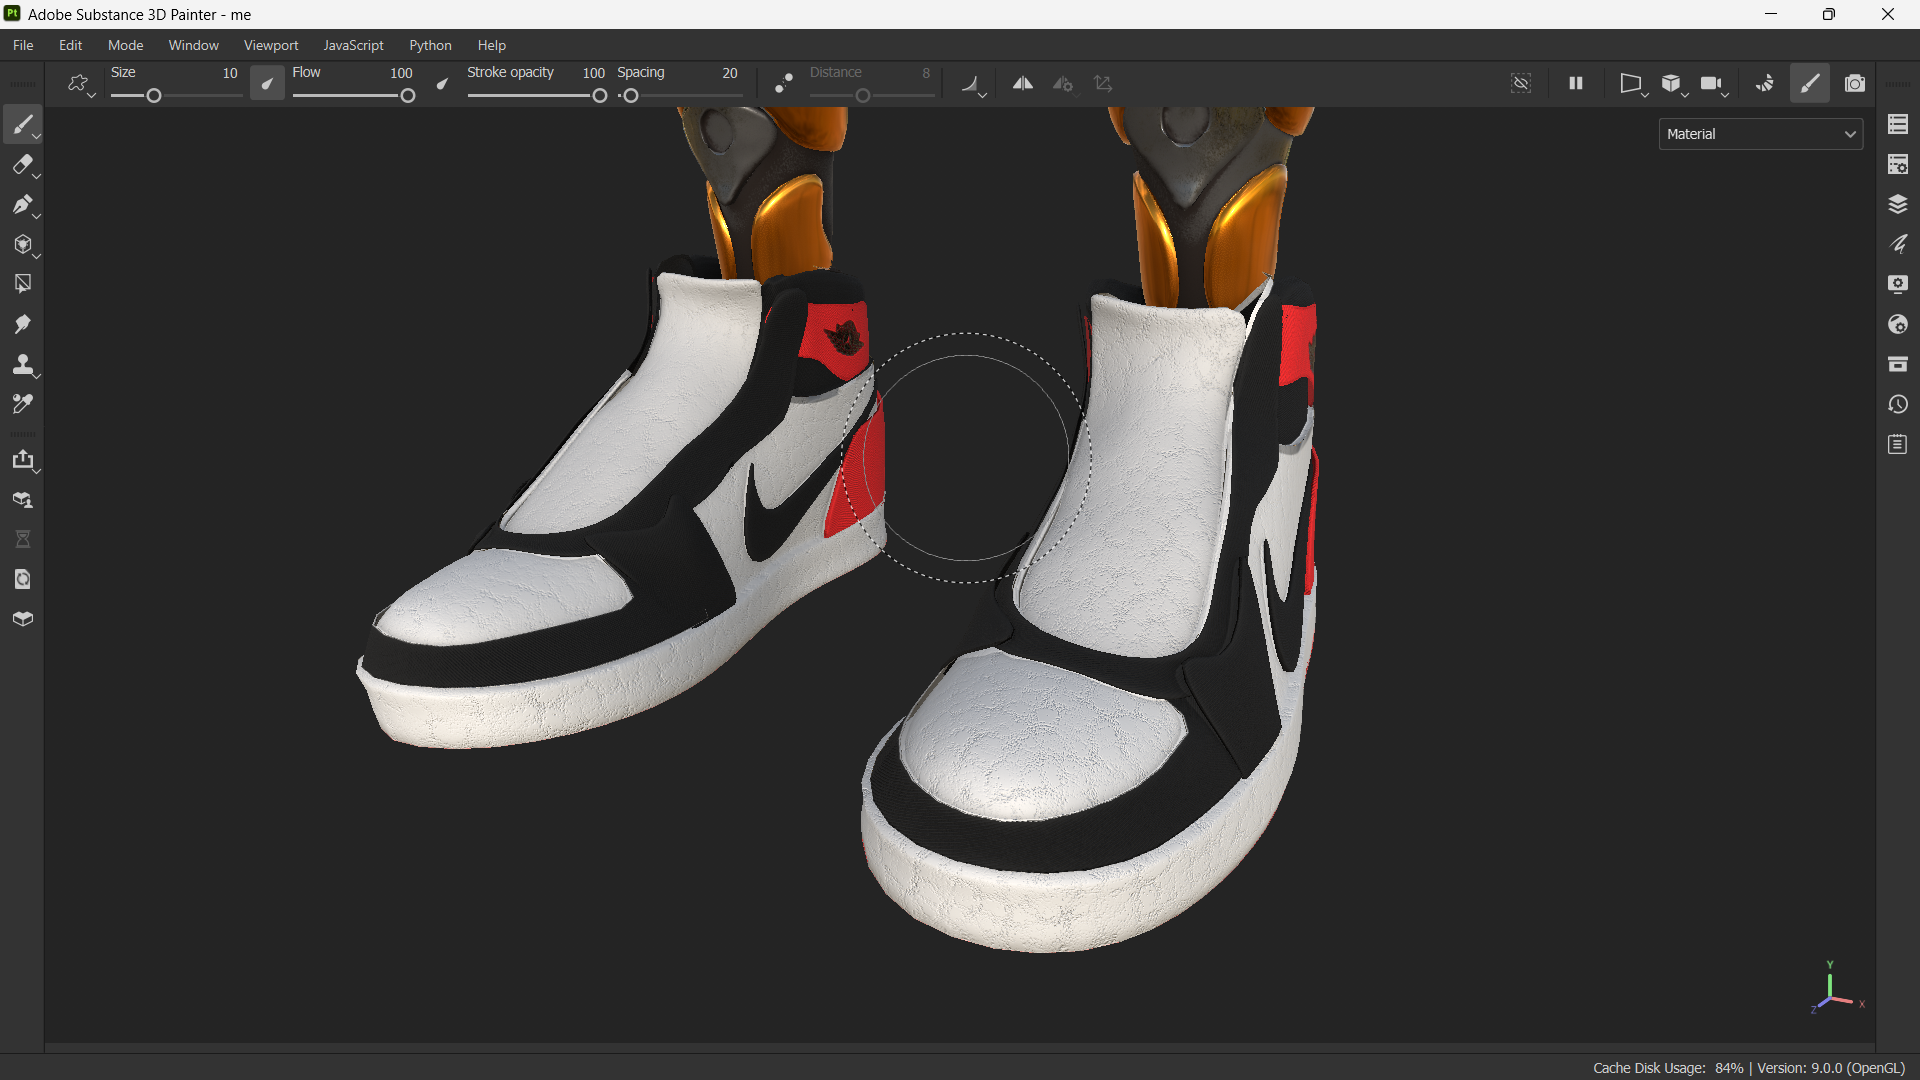 Pt Adobe Substance 3D Painter - me
File Edit Mode Window Viewport JavaScript Python Help
Size 10 Flow 100 Stroke opacity 100 Spacing 20 Distance 8
Material
Y
X
Z
Cache Disk Usage: 84% | Version: 9.0.0 (OpenGL)